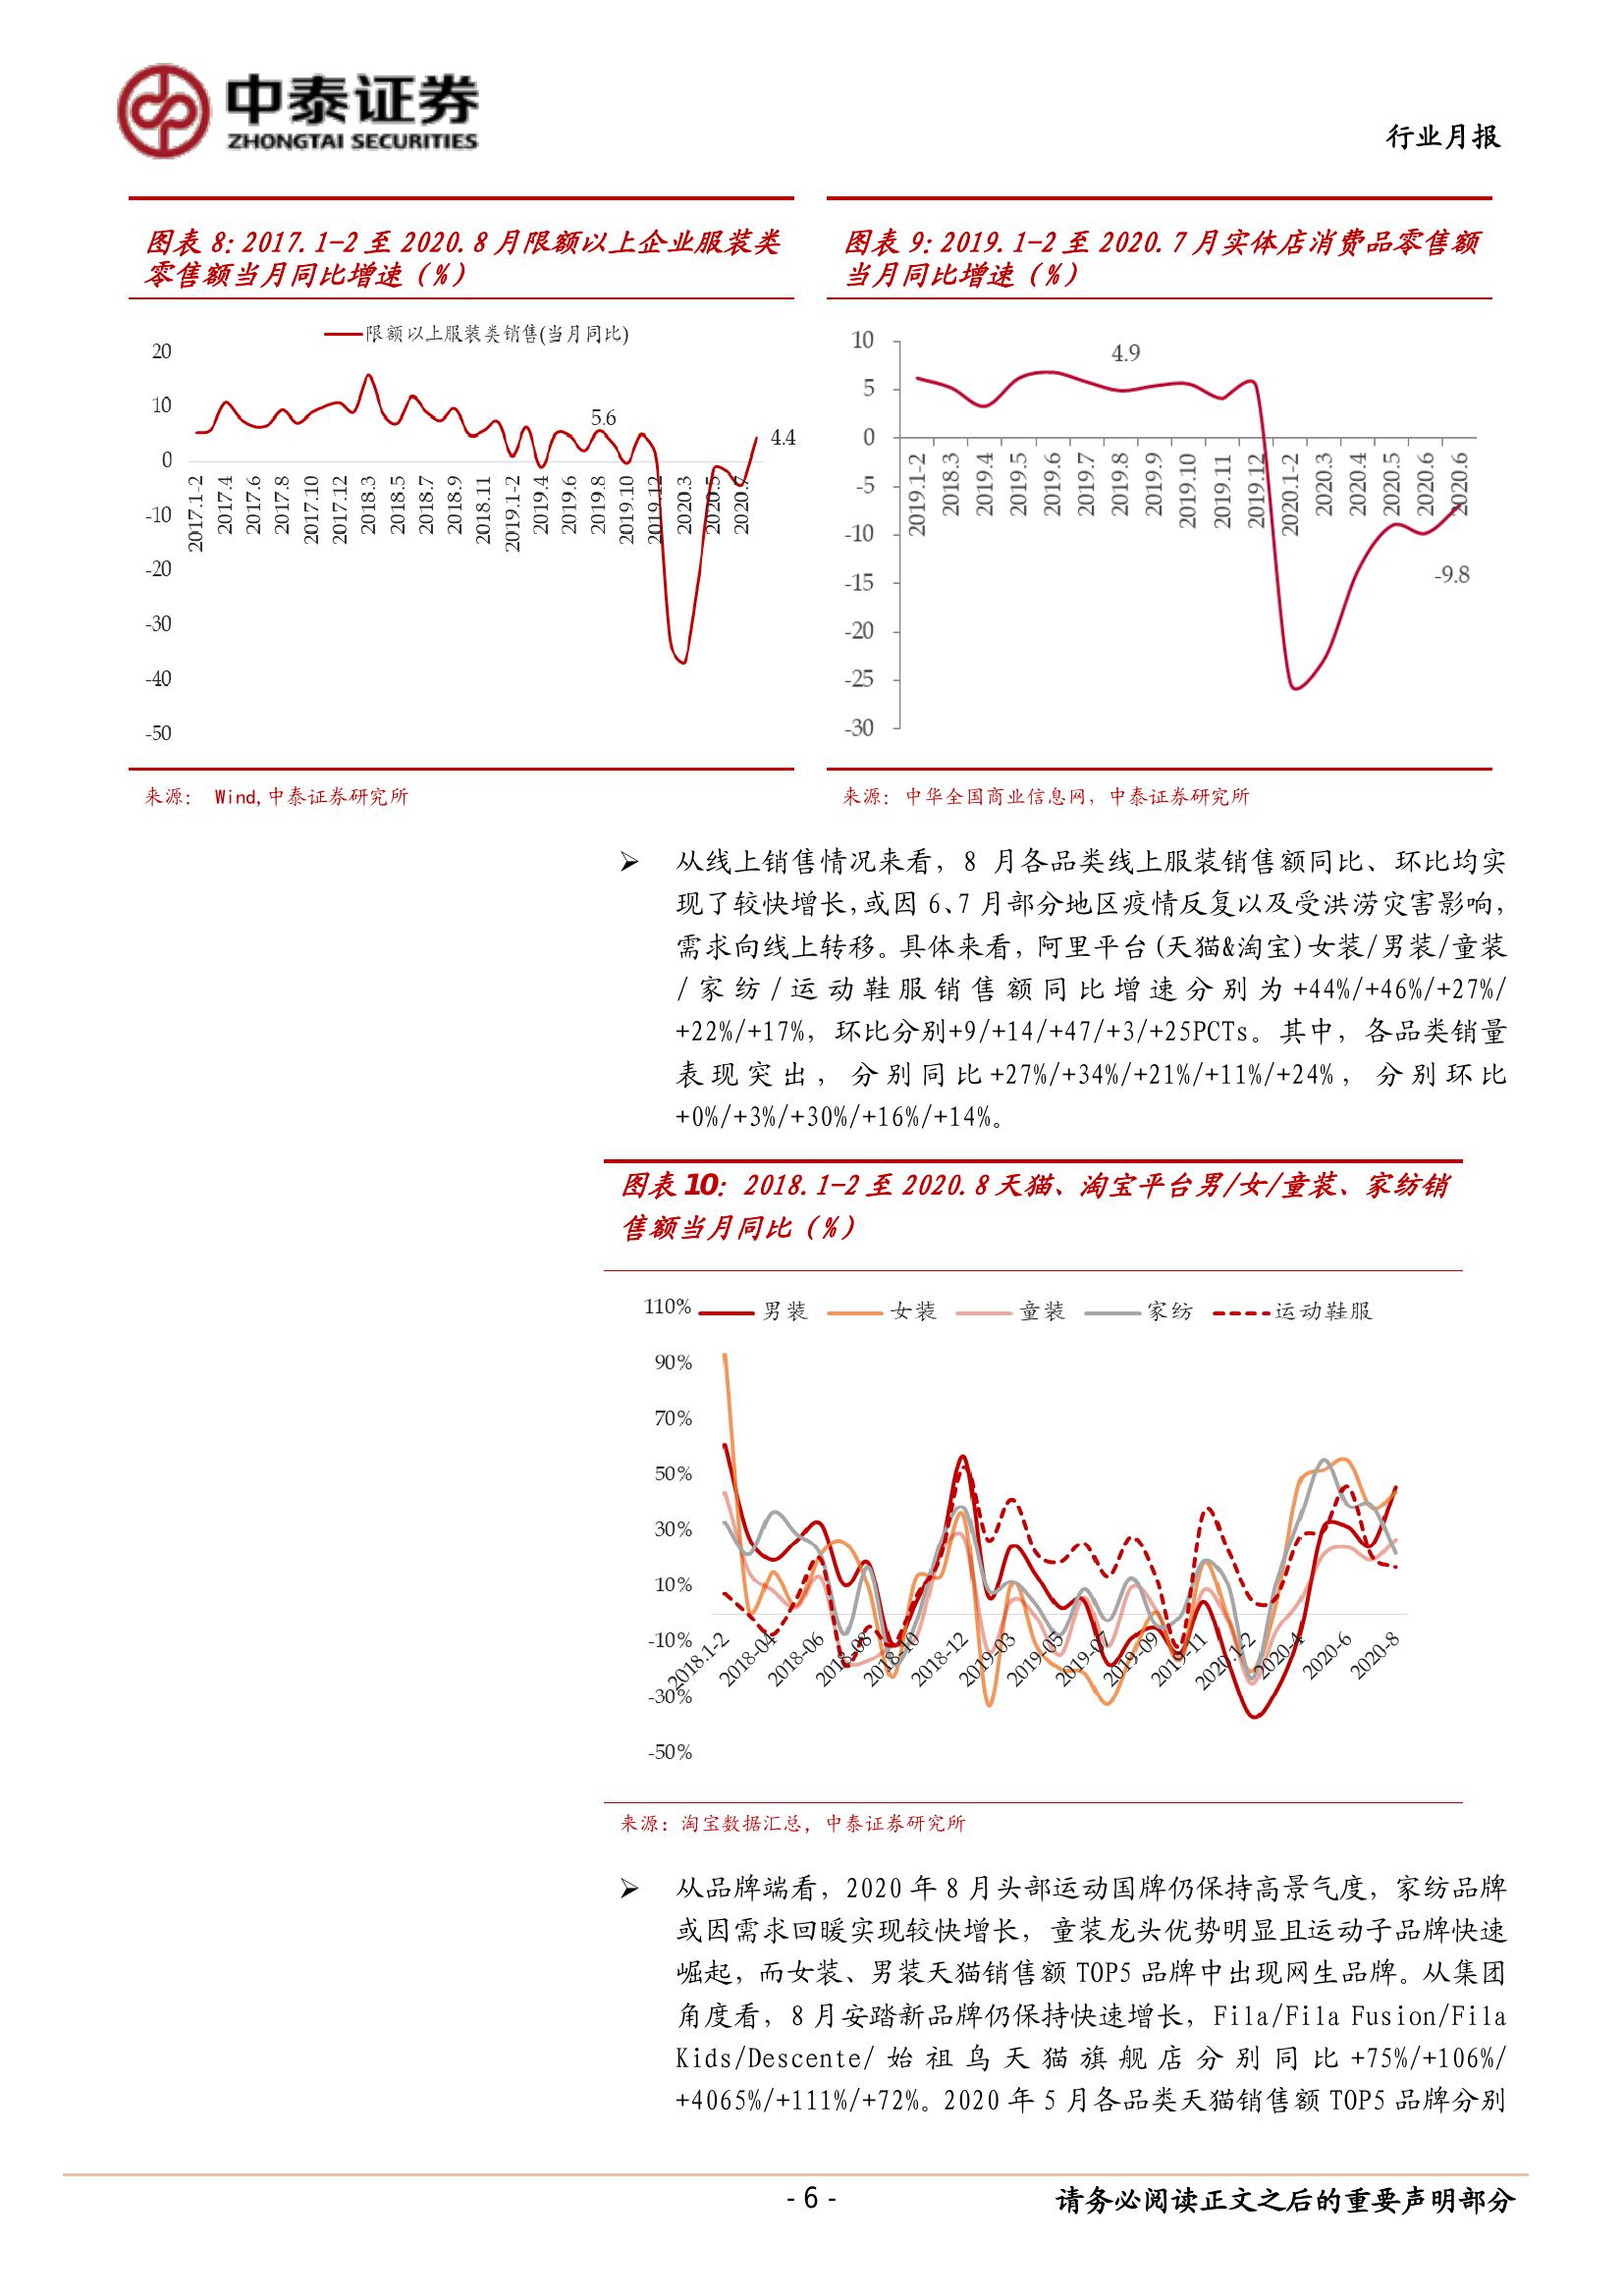 中泰证券
ZHONGTAI SECURITIES
行业月报
图表 8: 2017.1-2 至 2020.8 月限额以上企业服装类
零售额当月同比增速（%）
限额以上服装类销售(当月同比)
20
10
0
-10
-20
-30
-40
-50
5.6
4.4
2017.1-2
2017.4
2017.6
2017.8
2017.10
2017.12
2018.3
2018.5
2018.7
2018.9
2018.11
2019.1-2
2019.4
2019.6
2019.8
2019.10
2019.12
2020.3
2020.5
2020.7
来源： Wind,中泰证券研究所
图表 9: 2019.1-2 至 2020.7 月实体店消费品零售额
当月同比增速（%）
10
5
0
-5
-10
-15
-20
-25
-30
4.9
-9.8
2019.1-2
2018.3
2019.4
2019.5
2019.6
2019.7
2019.8
2019.9
2019.10
2019.11
2019.12
2020.1-2
2020.3
2020.4
2020.5
2020.6
2020.6
来源：中华全国商业信息网，中泰证券研究所
➢ 从线上销售情况来看，8 月各品类线上服装销售额同比、环比均实
现了较快增长，或因 6、7 月部分地区疫情反复以及受洪涝灾害影响，
需求向线上转移。具体来看，阿里平台(天猫&淘宝)女装/男装/童装
/家纺/运动鞋服销售额同比增速分别为+44%/+46%/+27%/
+22%/+17%，环比分别+9/+14/+47/+3/+25PCTs。其中，各品类销量
表现突出，分别同比+27%/+34%/+21%/+11%/+24%，分别环比
+0%/+3%/+30%/+16%/+14%。
图表 10：2018.1-2 至 2020.8 天猫、淘宝平台男/女/童装、家纺销
售额当月同比（%）
男装 女装 童装 家纺 运动鞋服
110%
90%
70%
50%
30%
10%
-10%
-30%
-50%
2018.1-2
2018-04
2018-06
2018-08
2018-10
2018-12
2019-03
2019-05
2019-07
2019-09
2019-11
2020.1-2
2020-4
2020-6
2020-8
来源：淘宝数据汇总，中泰证券研究所
➢ 从品牌端看，2020 年 8 月头部运动国牌仍保持高景气度，家纺品牌
或因需求回暖实现较快增长，童装龙头优势明显且运动子品牌快速
崛起，而女装、男装天猫销售额 TOP5 品牌中出现网生品牌。从集团
角度看，8 月安踏新品牌仍保持快速增长，Fila/Fila Fusion/Fila
Kids/Descente/始祖鸟天猫旗舰店分别同比+75%/+106%/
+4065%/+111%/+72%。2020 年 5 月各品类天猫销售额 TOP5 品牌分别
- 6 -
请务必阅读正文之后的重要声明部分